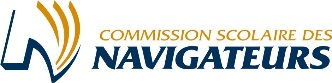 COMMISSION SCOLAIRE DES
NAVIGATEURS